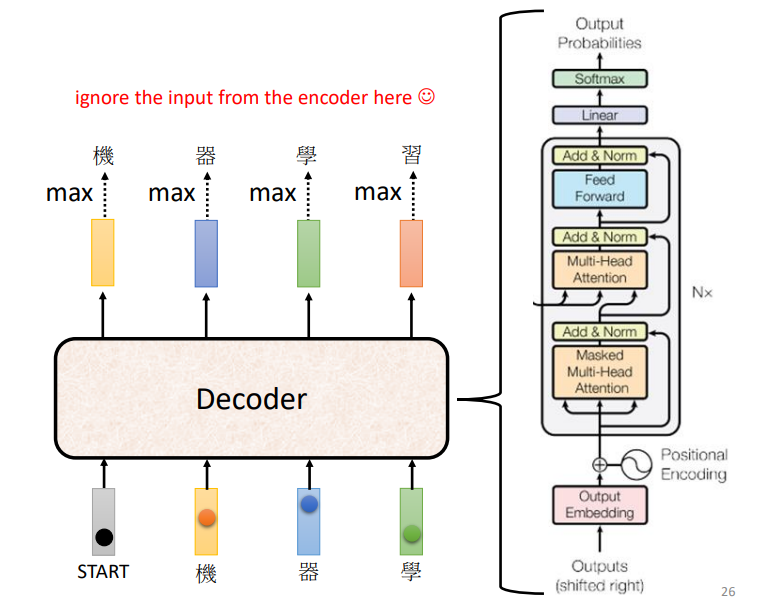 ignore the input from the encoder here ☺
機 器 學 習
max max max max
Decoder
START 機 器 學
Output
Probabilities
Softmax
Linear
Add & Norm
Feed
Forward
Add & Norm
Multi-Head
Attention
N×
Add & Norm
Masked
Multi-Head
Attention
Positional
Encoding
Output
Embedding
Outputs
(shifted right)
26